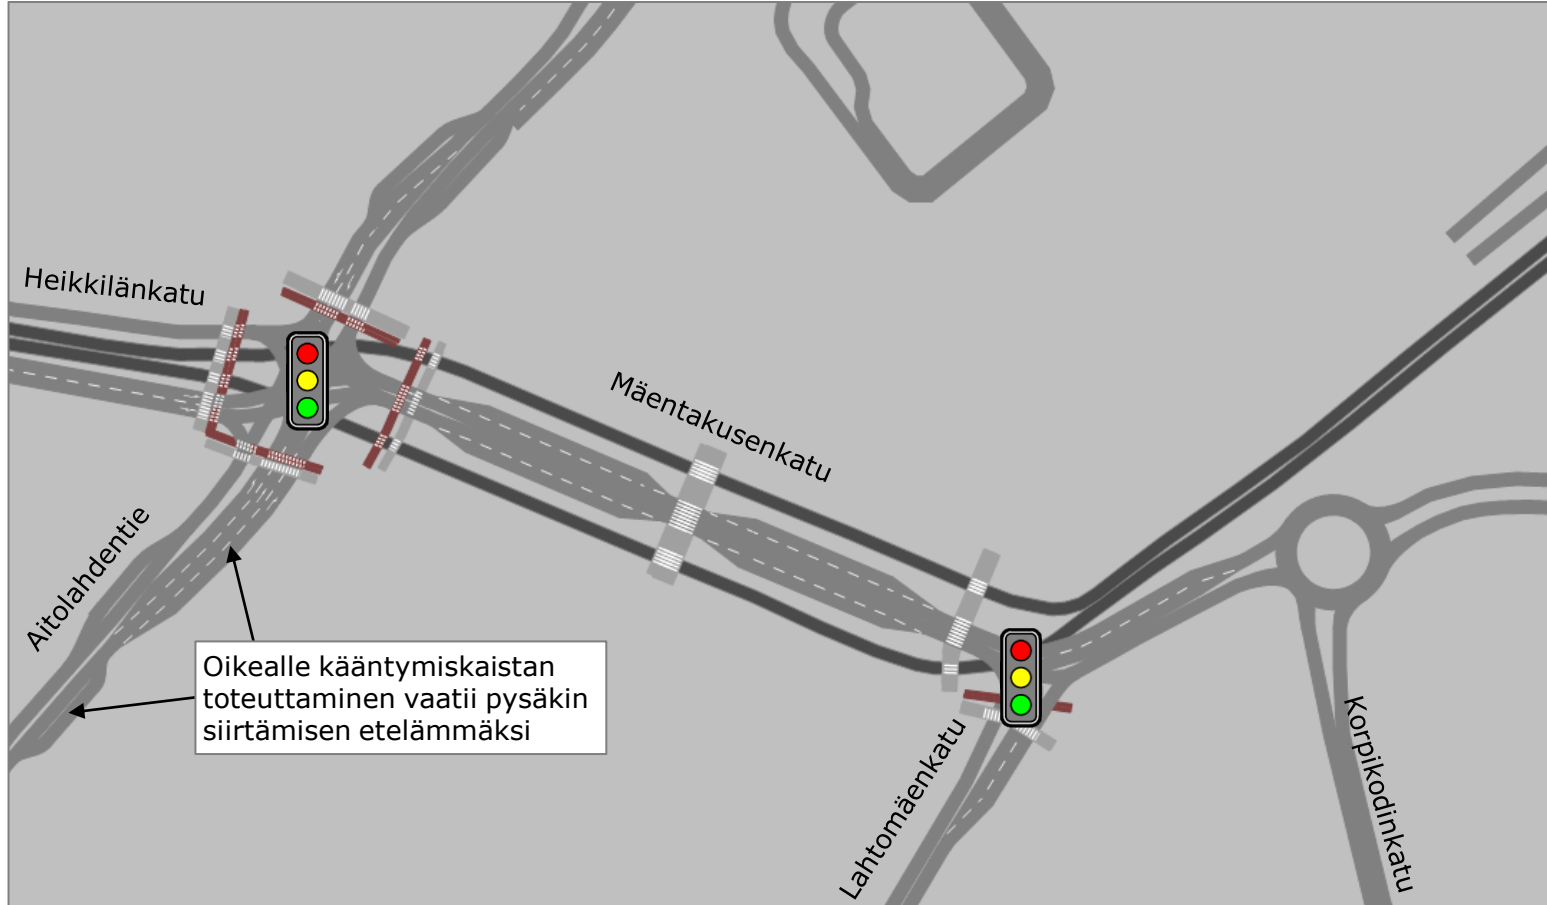 Heikkilänkatu
Mäentakusenkatu
Aitolahdentie
Oikealle kääntymiskaistan
toteuttaminen vaatii pysäkin
siirtämisen etelämmäksi
Lahtomäenkatu
Korpikodinkatu